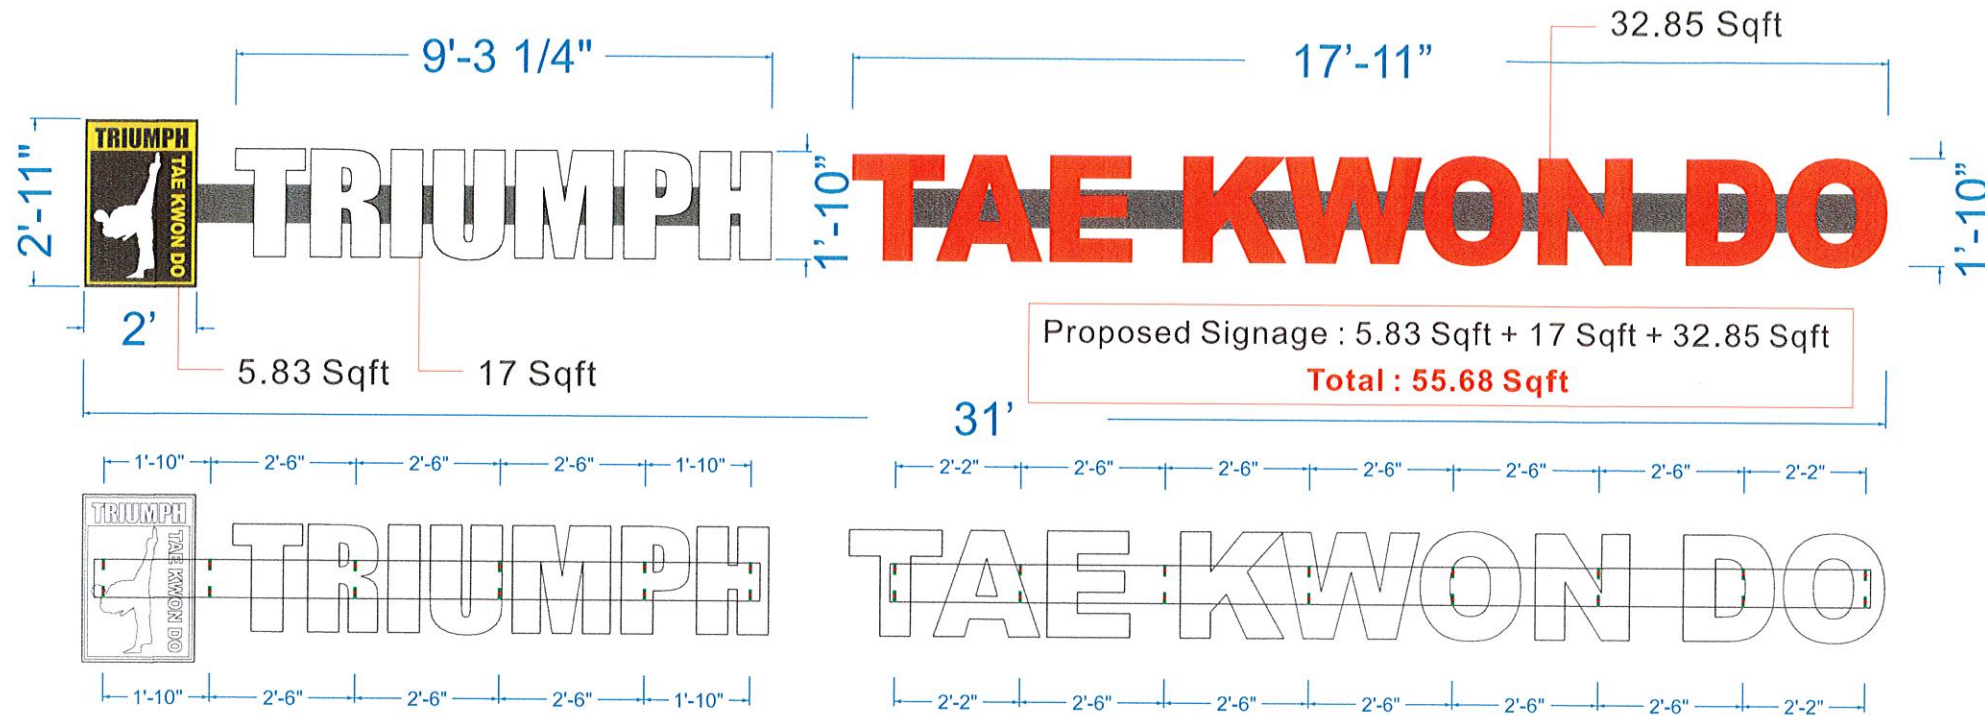 9'-3 1/4"
17'-11”
32.85 Sqft
2'-11"
TRIUMPH
TAE KWON DO
TRIUMPH
1'-10”
TAE KWON DO
1'-10”
2'
5.83 Sqft
17 Sqft
Proposed Signage : 5.83 Sqft + 17 Sqft + 32.85 Sqft
Total : 55.68 Sqft
31’
1'-10" 2'-6" 2'-6" 2'-6" 1'-10"
2'-2" 2'-6" 2'-6" 2'-6" 2'-6" 2'-6" 2'-2"
TRIUMPH
TAE KWON DO
TRIUMPH
TAE KWON DO
1'-10" 2'-6" 2'-6" 2'-6" 1'-10"
2'-2" 2'-6" 2'-6" 2'-6" 2'-6" 2'-6" 2'-2"